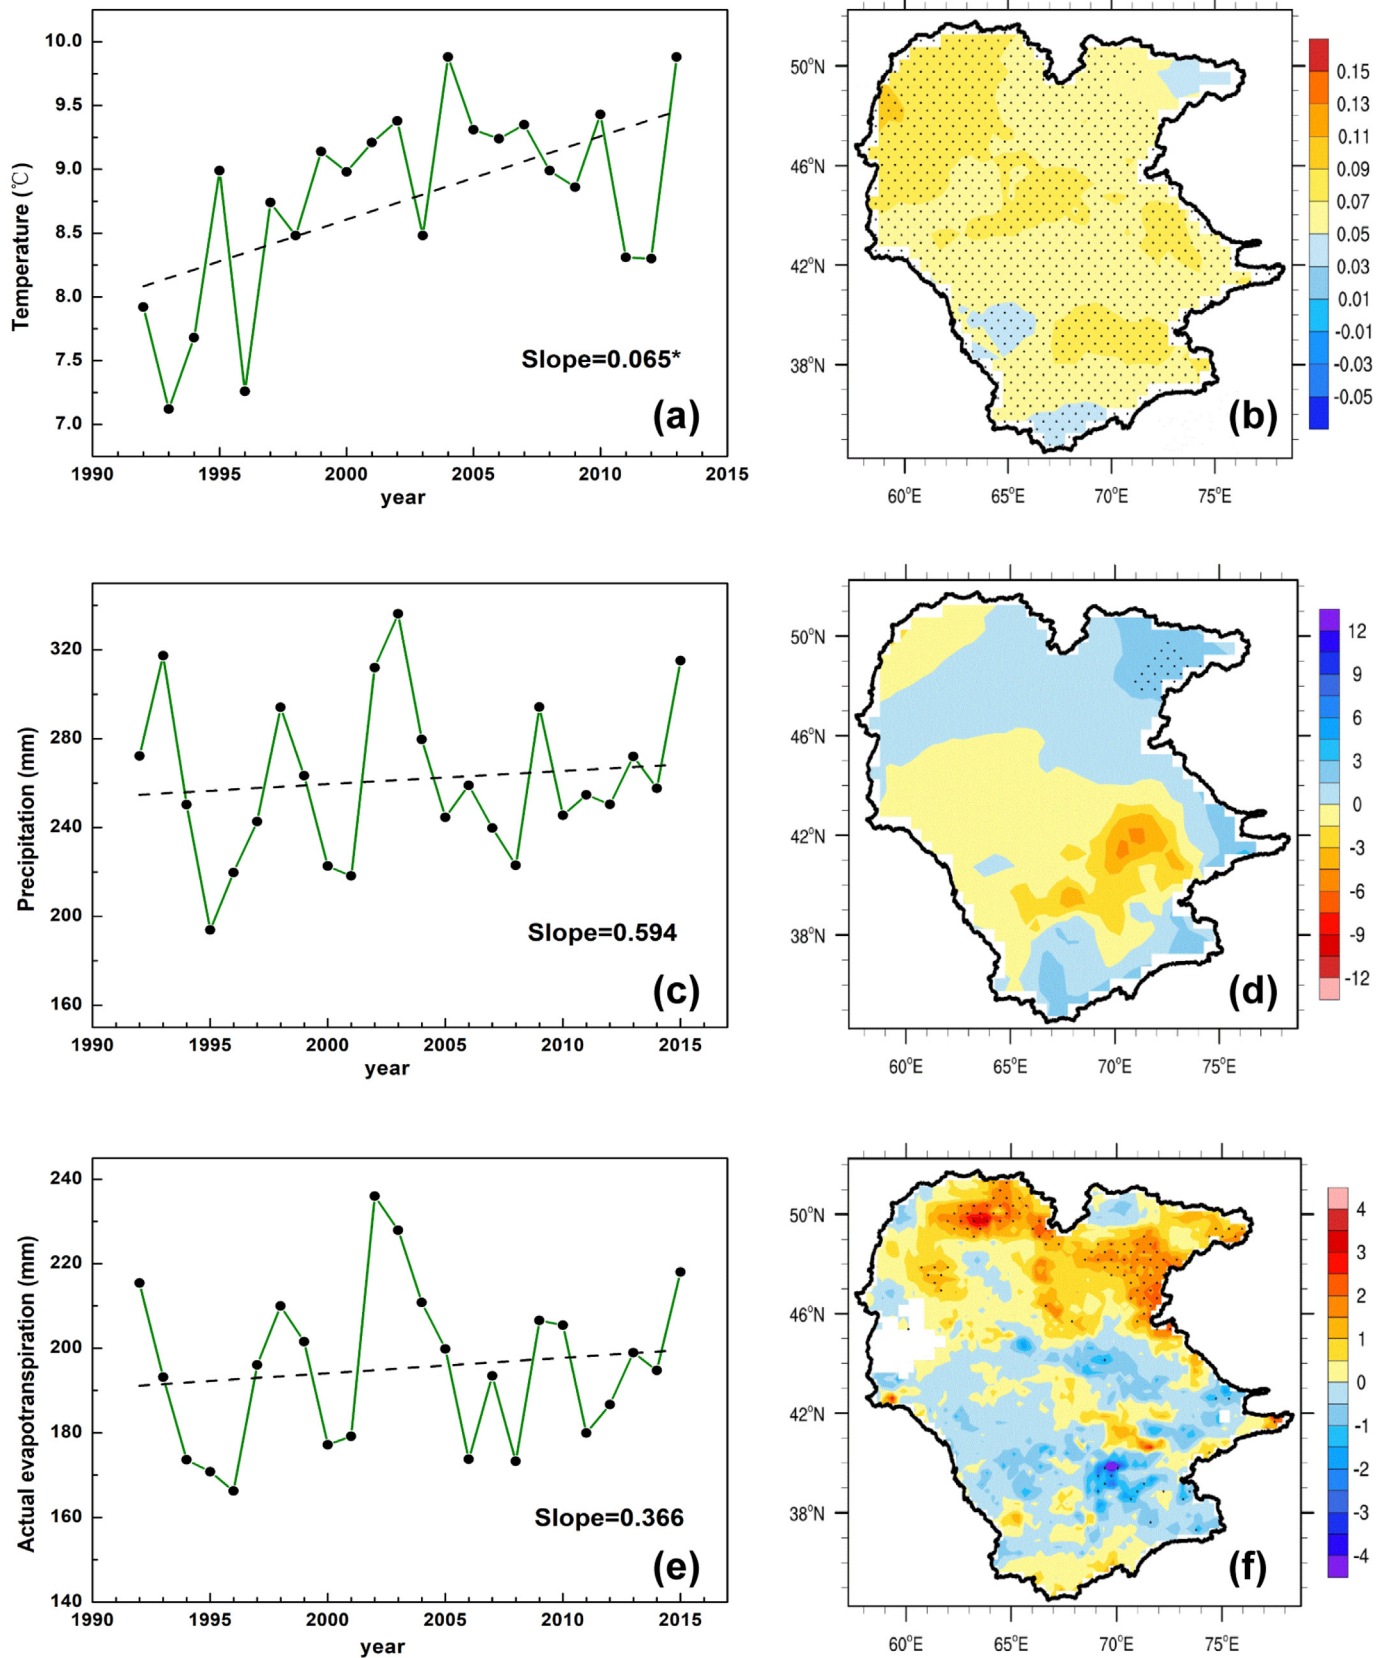 10.0
9.5
9.0
8.5
8.0
7.5
7.0
Temperature (℃)
Slope=0.065*
(a)
1990 1995 2000 2005 2010 2015
year
50°N
46°N
42°N
38°N
(b)
60°E 65°E 70°E 75°E
0.15
0.13
0.11
0.09
0.07
0.05
0.03
0.01
-0.01
-0.03
-0.05
320
280
240
200
160
Precipitation (mm)
Slope=0.594
(c)
1990 1995 2000 2005 2010 2015
year
50°N
46°N
42°N
38°N
(d)
60°E 65°E 70°E 75°E
12
9
6
3
0
-3
-6
-9
-12
240
220
200
180
160
140
Actual evapotranspiration (mm)
Slope=0.366
(e)
1990 1995 2000 2005 2010 2015
year
50°N
46°N
42°N
38°N
(f)
60°E 65°E 70°E 75°E
4
3
2
1
0
-1
-2
-3
-4